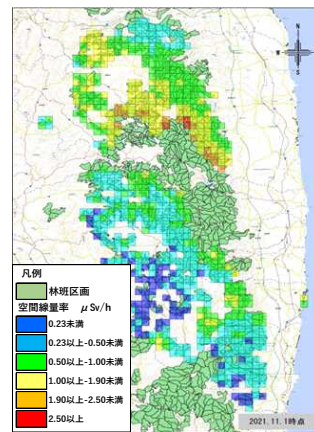 N
W
S
凡例
林班区画
空間線量率 μSv/h
0.23未満
0.23以上-0.50未満
0.50以上-1.00未満
1.00以上-1.90未満
1.90以上-2.50未満
2.50以上
2021.11.1時点